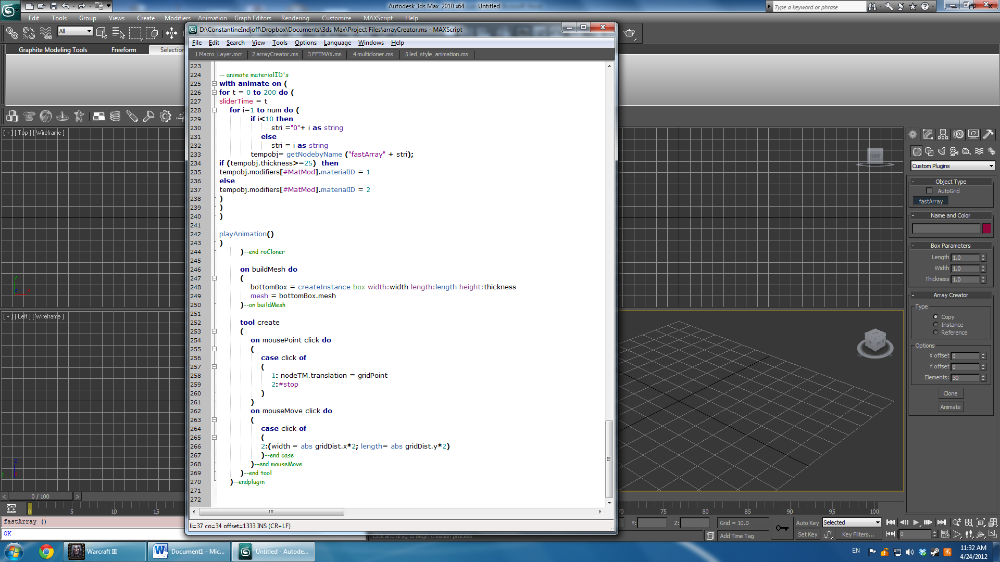 Autodesk 3ds Max 2010 x64 Untitled
Type a keyword or phrase
Edit Tools Group Views Create Modifiers Animation Graph Editors Rendering Customize MAXScript Help
All
Graphite Modeling Tools Freeform Selection
D:\ConstantineIndjoff\Dropbox\Documents\3ds Max\Project Files\arrayCreator.ms - MAXScript
File Edit Search View Tools Options Language Windows Help
1 Macro_Layer.mcr 2 arrayCreator.ms 3 FFTMAX.ms 4 multicloner.ms 5 led_style_animation.ms
223
224 -- animate materialID's
225 with animate on (
226 for t = 0 to 200 do (
227 sliderTime = t
228 for i=1 to num do (
229 if i<10 then
230 stri ="0"+ i as string
231 else
232 stri = i as string
233 tempobj= getNodebyName ("fastArray" + stri);
234 if (tempobj.thickness>=25) then
235 tempobj.modifiers[#MatMod].materialID = 1
236 else
237 tempobj.modifiers[#MatMod].materialID = 2
238 )
239 )
240 )
241
242 playAnimation()
243 )
244 )--end roCloner
245
246 on buildMesh do
247 (
248 bottomBox = createInstance box width:width length:length height:thickness
249 mesh = bottomBox.mesh
250 )--on buildMesh
251
252 tool create
253 (
254 on mousePoint click do
255 (
256 case click of
257 (
258 1: nodeTM.translation = gridPoint
259 2:#stop
260 )
261 )
262 on mouseMove click do
263 (
264 case click of
265 (
266 2:(width = abs gridDist.x*2; length= abs gridDist.y*2)
267 )--end case
268 )--end mouseMove
269 )--end tool
270 )--endplugin
271
272
li=37 co=34 offset=1333 INS (CR+LF)
[ + ] [ Top ] [ Wireframe ]
[ + ] [ Left ] [ Wireframe ]
FRONT
Custom Plugins
- Object Type
AutoGrid
fastArray
- Name and Color
- Box Parameters
Length 1.0
Width 1.0
Thickness 1.0
- Array Creator
Type
Copy
Instance
Reference
Options
X offset 0
Y offset 0
Elements: 30
Clone
Animate
< 0 / 100 >
0 5 10 15 70 75 80 85 90 95 100
fastArray ()
OK
Y: Z: Grid = 10.0
Click and drag to begin creation process
Add Time Tag
Auto Key Selected
Set Key Key Filters...
0
Warcraft III
Document1 - Mic...
Untitled - Autode...
EN
11:32 AM
4/24/2012